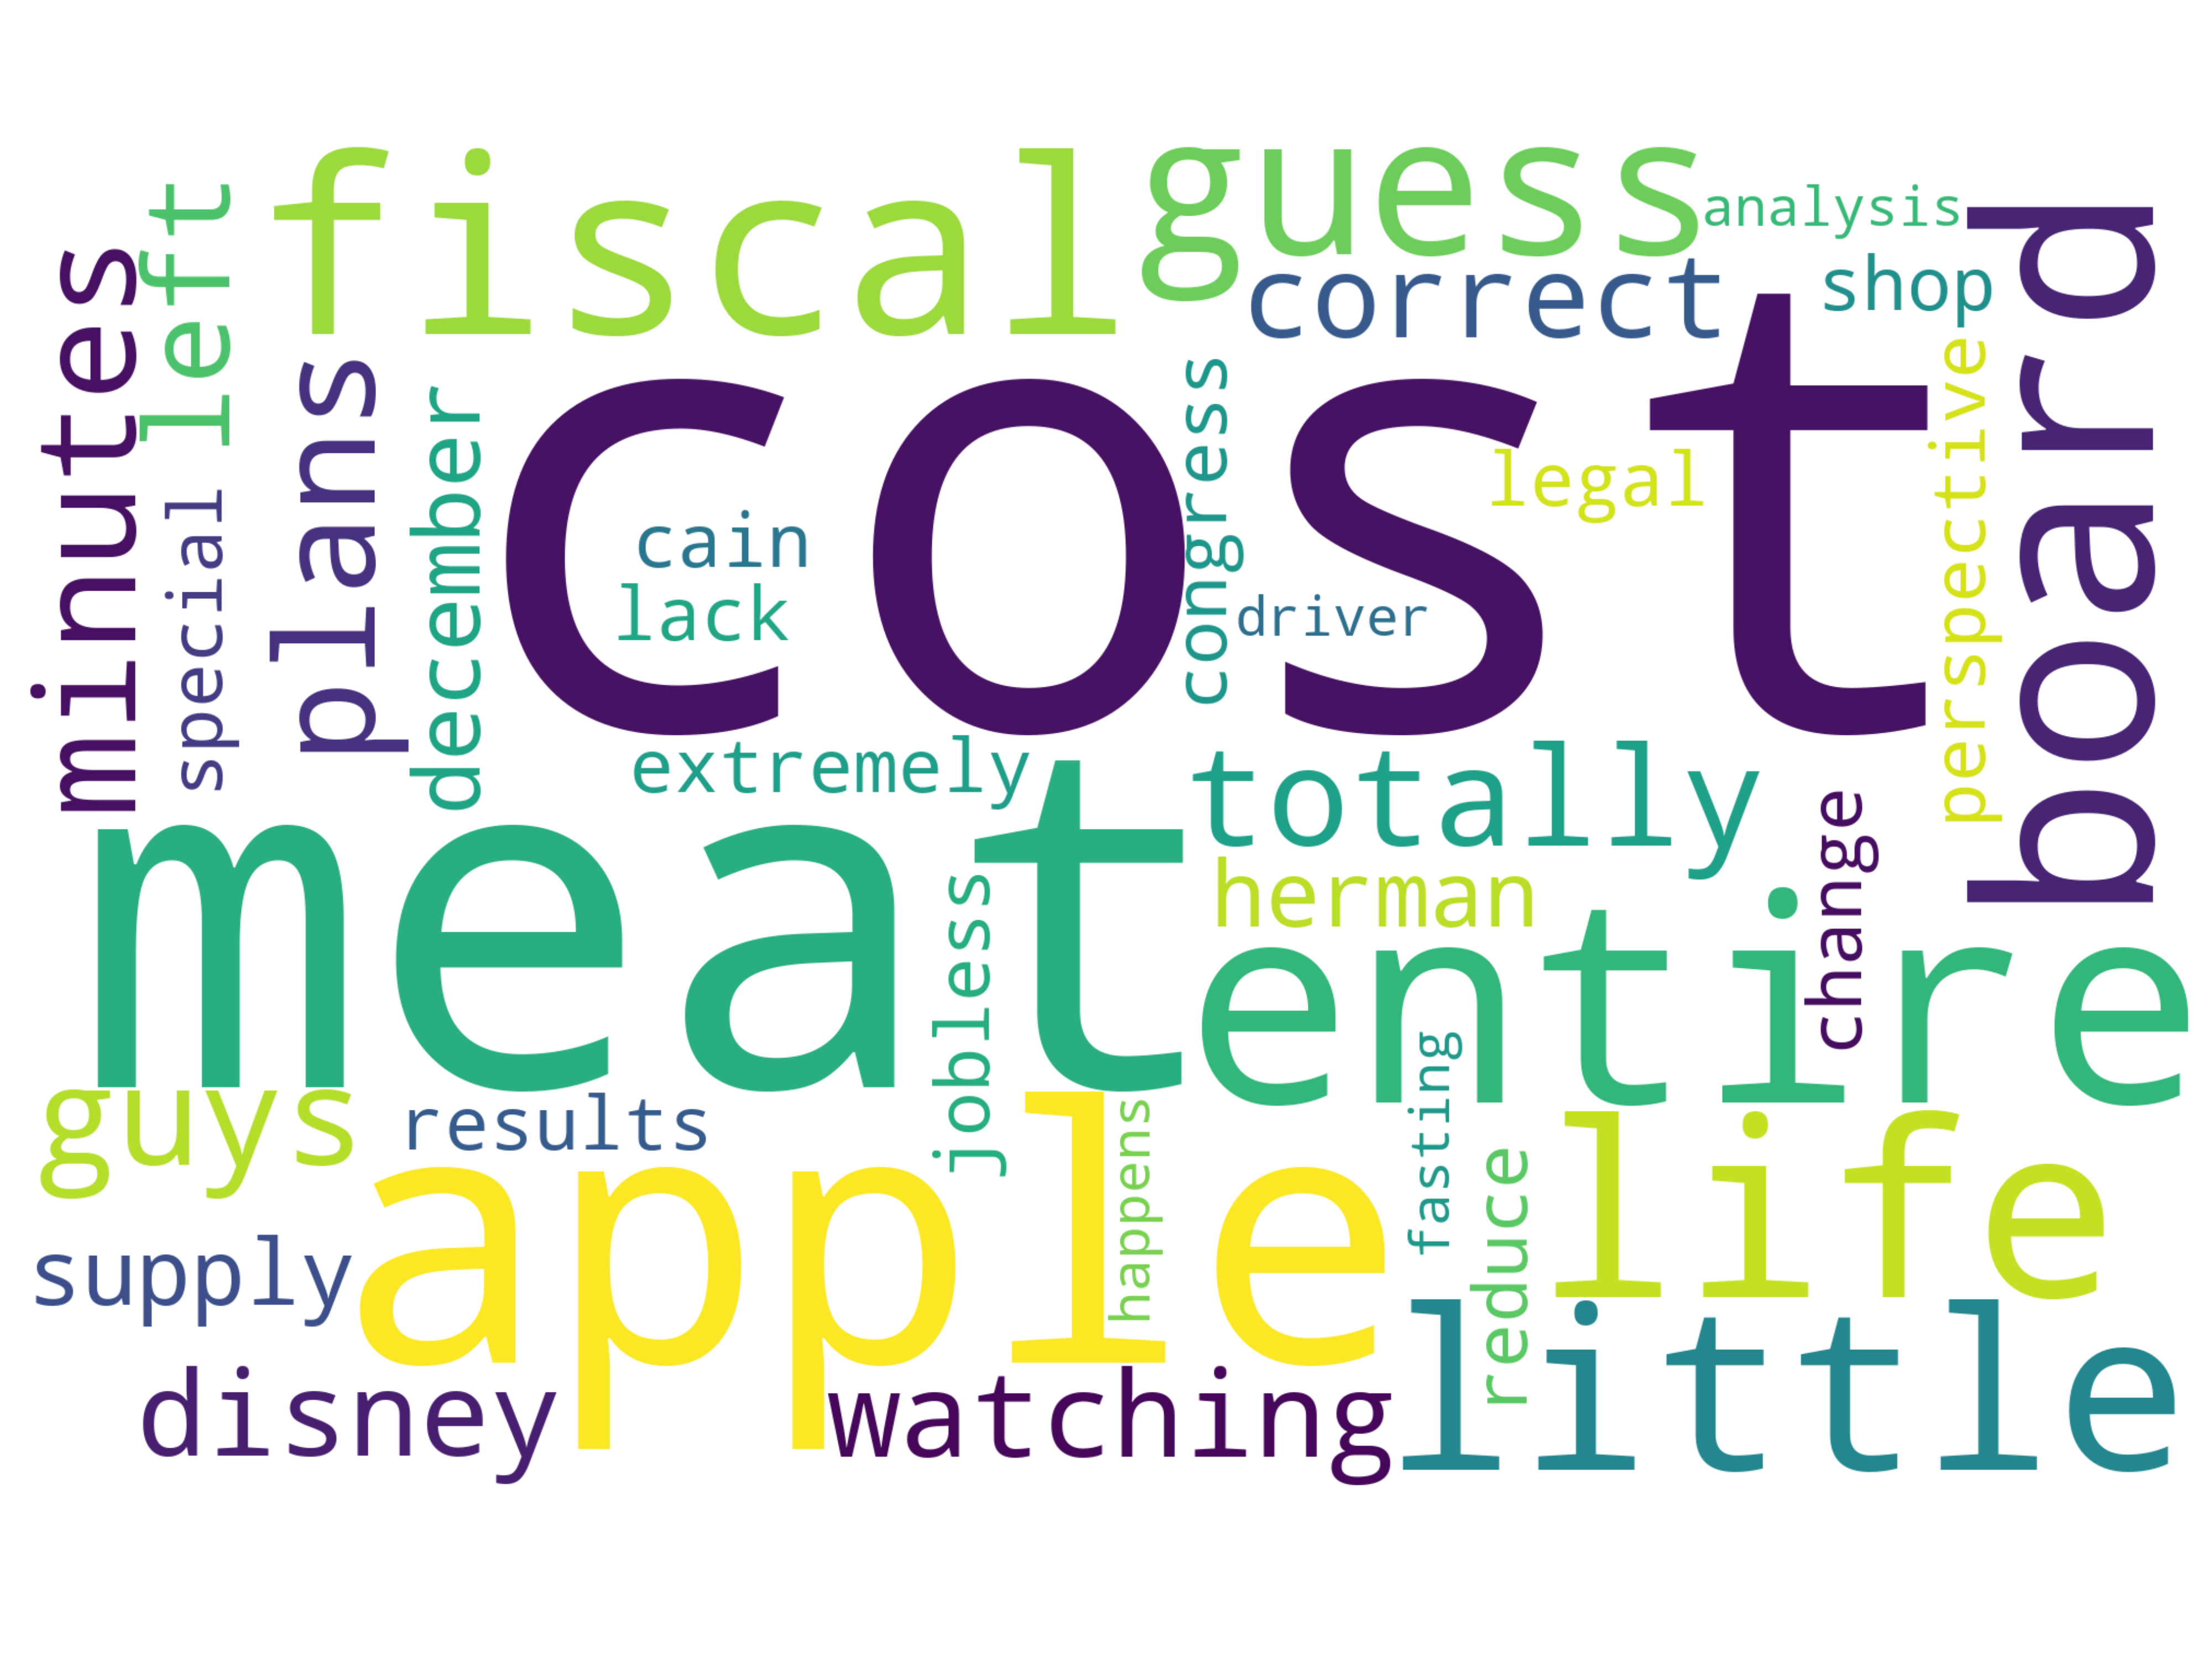 fiscal
guess
analysis
left
minutes
correct
shop
board
plans
december
cost
congress
legal
perspective
special
cain
lack
driver
extremely
totally
change
meat
jobless
herman
entire
guys
results
happens
fasting
reduce
life
supply
apple
little
disney
watching